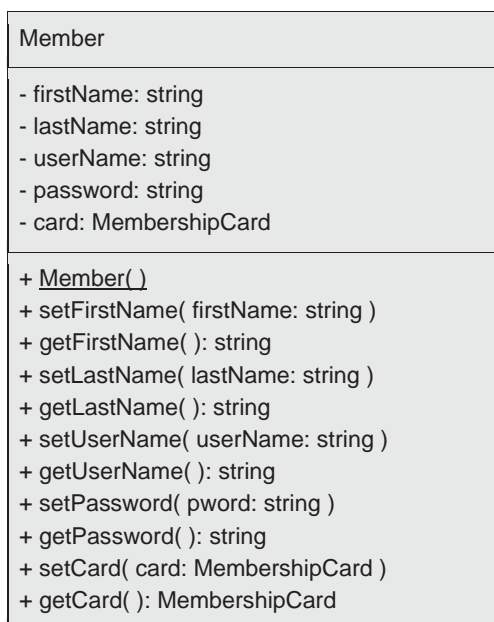 Member
- firstName: string
- lastName: string
- userName: string
- password: string
- card: MembershipCard
+ Member( )
+ setFirstName( firstName: string )
+ getFirstName( ): string
+ setLastName( lastName: string )
+ getLastName( ): string
+ setUserName( userName: string )
+ getUserName( ): string
+ setPassword( pword: string )
+ getPassword( ): string
+ setCard( card: MembershipCard )
+ getCard( ): MembershipCard